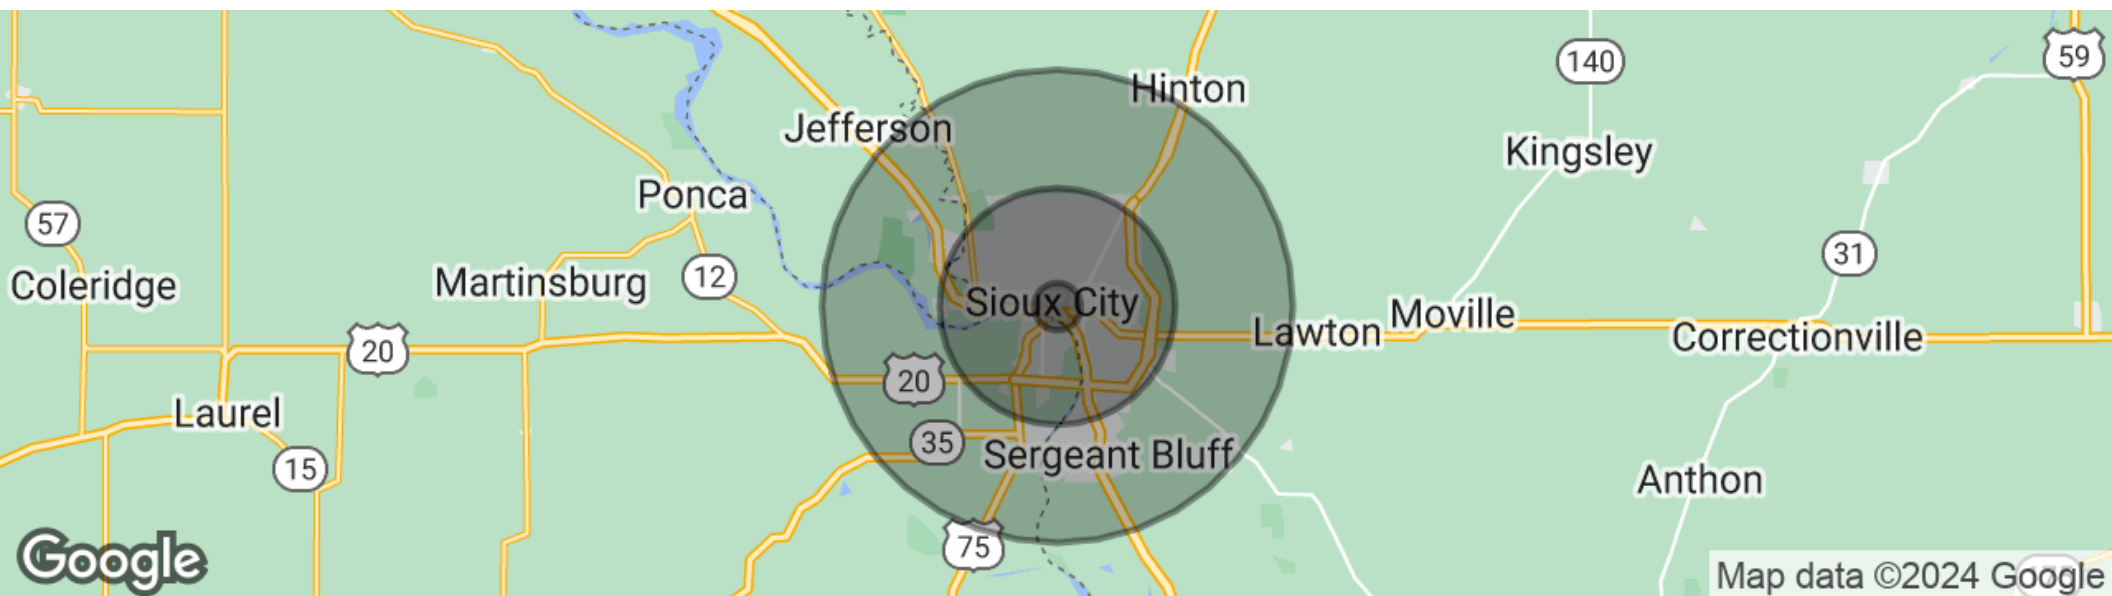 Hinton
140
59
Jefferson
Kingsley
Ponca
57
31
12
Coleridge
Martinsburg
Sioux City
Moville
Lawton
Correctionville
20
20
Laurel
35
Sergeant Bluff
15
Anthon
75
Google
Map data ©2024 Google